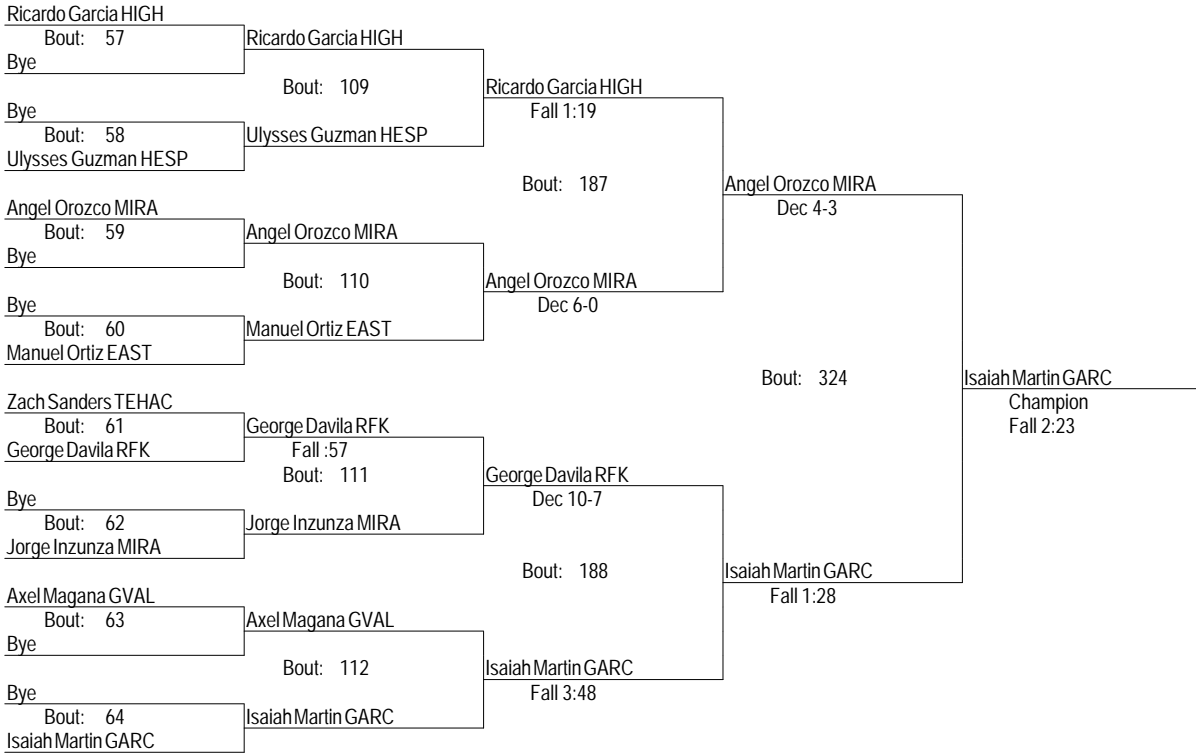 Ricardo Garcia HIGH
Bout: 57
Bye
Bye
Bout: 58
Ulysses Guzman HESP
Angel Orozco MIRA
Bout: 59
Bye
Bye
Bout: 60
Manuel Ortiz EAST
Zach Sanders TEHAC
Bout: 61
George Davila RFK
Bye
Bout: 62
Jorge Inzunza MIRA
Axel Magana GVAL
Bout: 63
Bye
Bye
Bout: 64
Isaiah Martin GARC
Ricardo Garcia HIGH
Bout: 109
Ulysses Guzman HESP
Angel Orozco MIRA
Bout: 110
Manuel Ortiz EAST
George Davila RFK
Fall :57
Bout: 111
Jorge Inzunza MIRA
Axel Magana GVAL
Bout: 112
Isaiah Martin GARC
Ricardo Garcia HIGH
Fall 1:19
Bout: 187
Angel Orozco MIRA
Dec 6-0
George Davila RFK
Dec 10-7
Bout: 188
Isaiah Martin GARC
Fall 3:48
Angel Orozco MIRA
Dec 4-3
Bout: 324
Isaiah Martin GARC
Fall 1:28
Isaiah Martin GARC
Champion
Fall 2:23